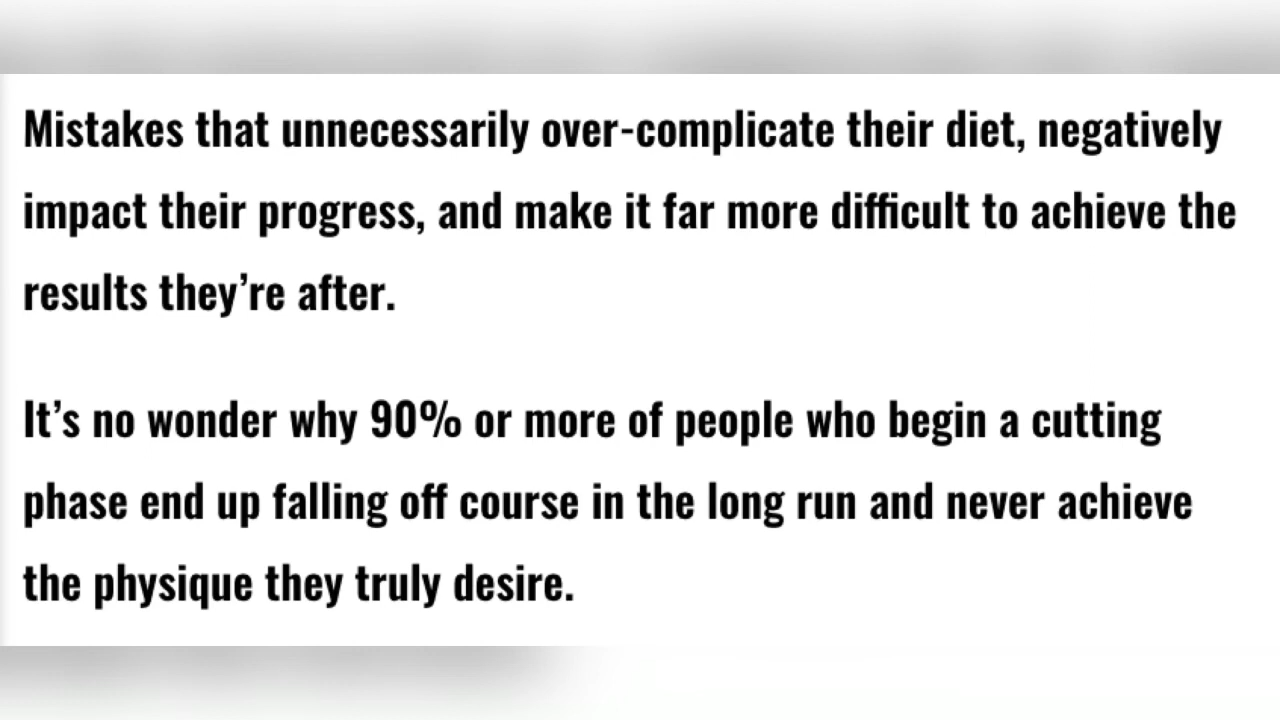 Mistakes that unnecessarily over-complicate their diet, negatively
impact their progress, and make it far more difficult to achieve the
results they’re after.
It’s no wonder why 90% or more of people who begin a cutting
phase end up falling off course in the long run and never achieve
the physique they truly desire.